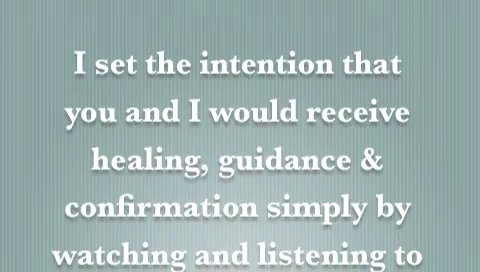 I set the intention that
you and I would receive
healing, guidance &
confirmation simply by
watching and listening to